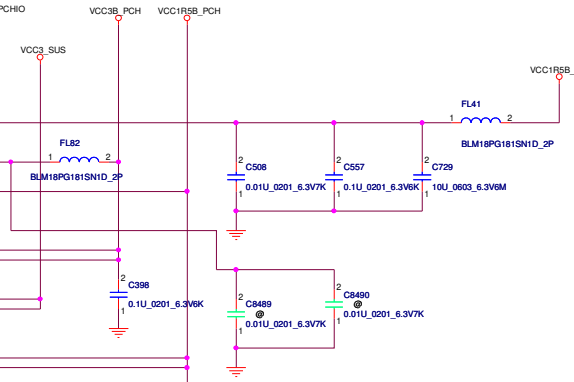 PCHIO
VCC3B_PCH
VCC1R5B_PCH
VCC3_SUS
VCC1R5B_
FL41
1
2
BLM18PG181SN1D_2P
FL82
1
2
BLM18PG181SN1D_2P
2
C508
0.01U_0201_6.3V7K
1
2
C557
0.1U_0201_6.3V6K
1
2
C729
10U_0603_6.3V6M
1
2
C398
0.1U_0201_6.3V6K
1
2
C8489
@
0.01U_0201_6.3V7K
1
2
C8490
@
0.01U_0201_6.3V7K
1